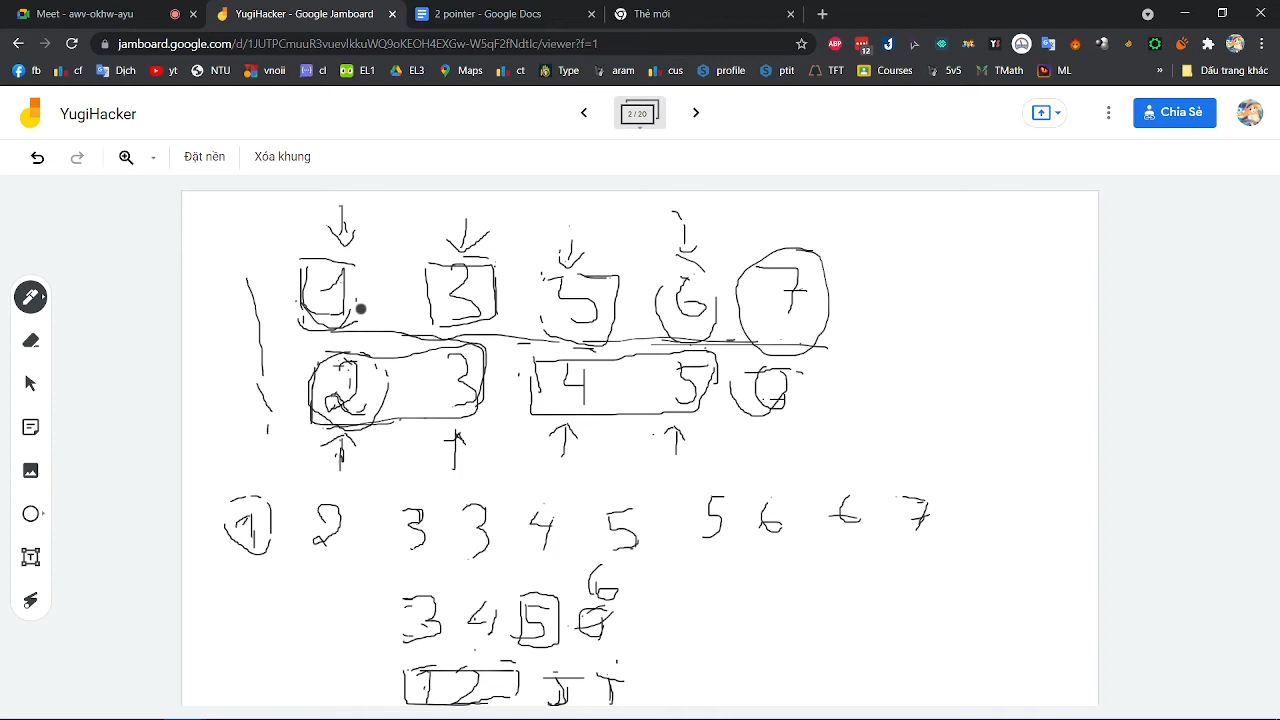 Meet - awv-okhw-ayu
YugiHacker - Google Jamboard
2 pointer - Google Docs
Thẻ mới
jamboard.google.com/d/1JUTPCmuuR3vuevlkkuWQ9oKEOH4EXGw-W5qF2fNdtIc/viewer?f=1
12
fb cf Dịch yt NTU vnoii cl EL1 EL3 Maps ct Type aram cus profile ptit TFT Courses 5v5 TMath ML » Dấu trang khác
YugiHacker
2 / 20
Chia Sẻ
Đặt nền
Xóa khung
3 5 6 7
2 3 4 5
1 2 3 3 4 5 5 6 6 7
6
3 4 5
1 2